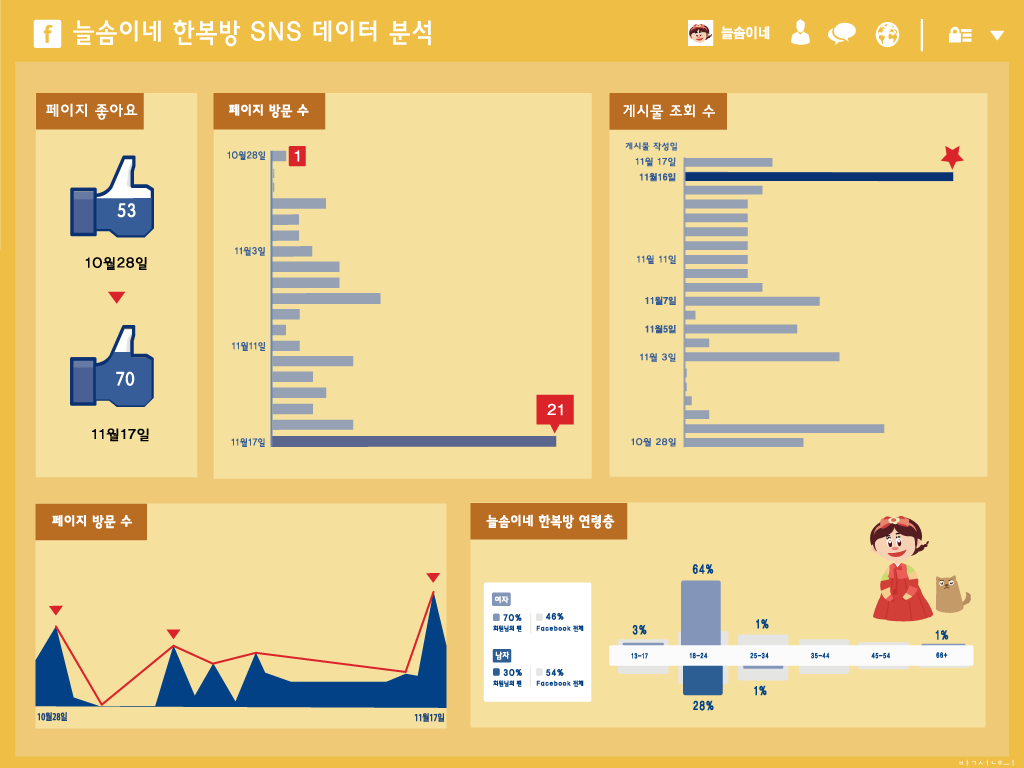 f 늘솜이네 한복방 SNS 데이터 분석
늘솜이네
페이지 좋아요
53
10월28일
70
11월17일
페이지 방문 수
10월28일
1
11월3일
11월11일
21
11월17일
게시물 조회 수
게시물 작성일
11월 17일
11월16일
11월 11일
11월7일
11월5일
11월 3일
10월 28일
페이지 방문 수
10월28일
11월17일
늘솜이네 한복방 연령층
여자
70%
46%
회원님의 팬
Facebook 전체
남자
30%
54%
회원님의 팬
Facebook 전체
64%
3%
1%
1%
13-17
18-24
25-34
35-44
45-54
66+
1%
28%